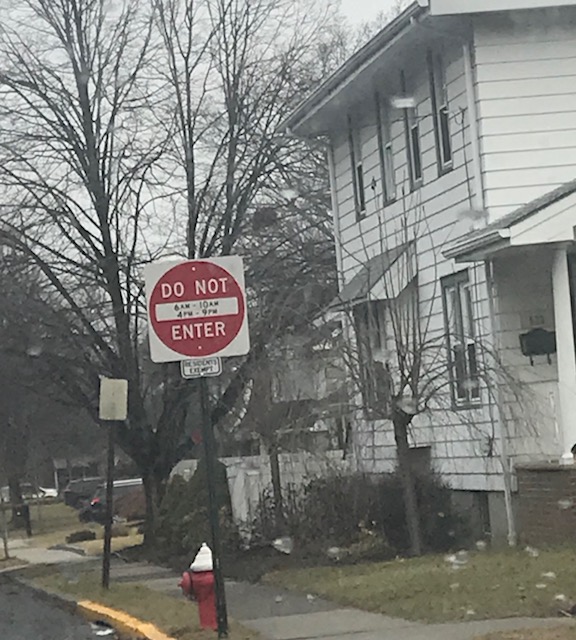 DO NOT
6AM - 10AM
4PM - 9PM
ENTER
RESIDENTS
EXEMPT